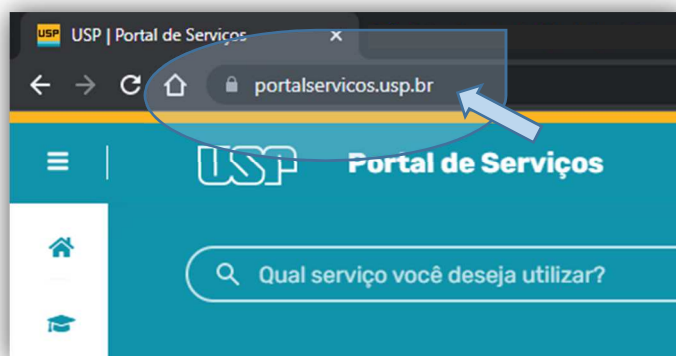 USP USP | Portal de Serviços
portalservicos.usp.br
USP Portal de Serviços
Qual serviço você deseja utilizar?